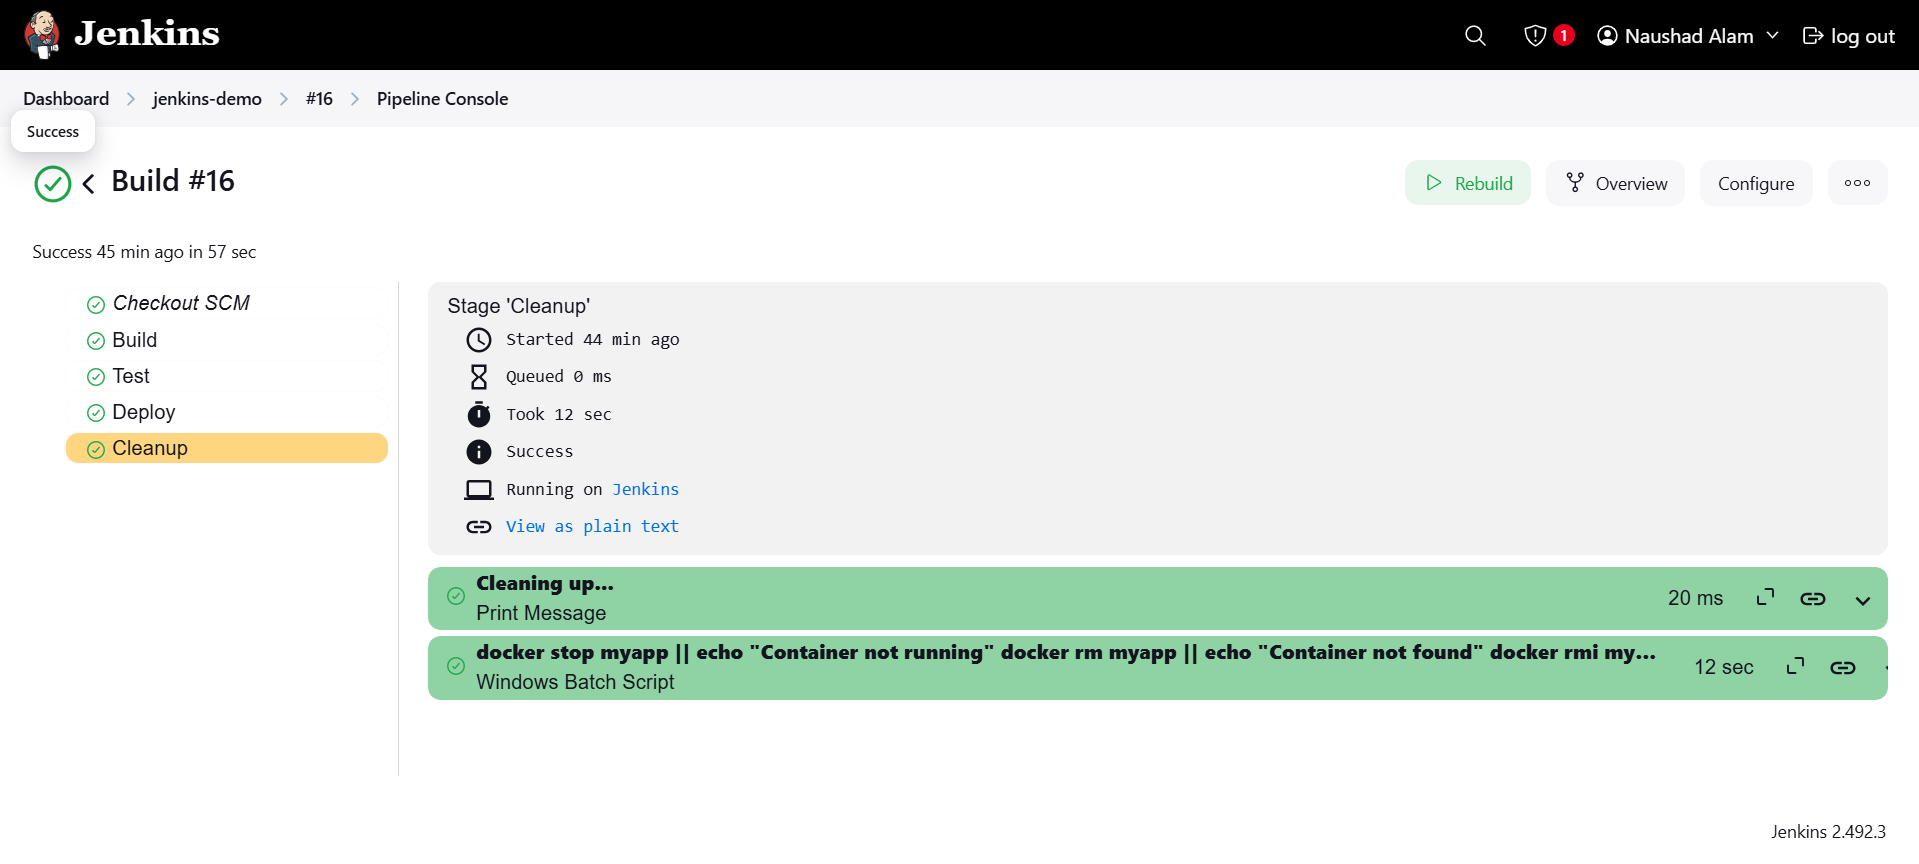 Jenkins
1
Naushad Alam
log out
Dashboard
jenkins-demo
#16
Pipeline Console
Success
Build #16
Rebuild
Overview
Configure
Success 45 min ago in 57 sec
Checkout SCM
Build
Test
Deploy
Cleanup
Stage 'Cleanup'
Started 44 min ago
Queued 0 ms
Took 12 sec
Success
Running on Jenkins
View as plain text
Cleaning up...
Print Message
20 ms
docker stop myapp || echo "Container not running" docker rm myapp || echo "Container not found" docker rmi my...
Windows Batch Script
12 sec
Jenkins 2.492.3